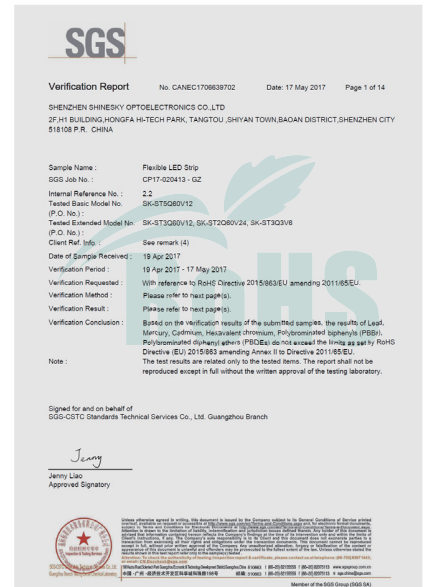 SGS
Verification Report No. CANEC1706639702 Date: 17 May 2017 Page 1 of 14
SHENZHEN SHINESKY OPTOELECTRONICS CO.,LTD
2F,H1 BUILDING,HONGFA HI-TECH PARK, TANGTOU ,SHIYAN TOWN,BAOAN DISTRICT,SHENZHEN CITY
518108 P.R. CHINA
Sample Name : Flexible LED Strip
SGS Job No. : CP17-020413 - GZ
Internal Reference No. : 2.2
Tested Basic Model No. SK-ST5Q60V12
(P.O. No.) :
Tested Extended Model No. SK-ST3Q60V12, SK-ST2Q60V24, SK-ST3Q3V6
(P.O. No.) :
Client Ref. Info. : See remark (4)
Date of Sample Received : 19 Apr 2017
Verification Period : 19 Apr 2017 - 17 May 2017
Verification Requested : With reference to RoHS Directive 2015/863/EU amending 2011/65/EU.
Verification Method : Please refer to next page(s).
Verification Result : Please refer to next page(s).
Verification Conclusion : Based on the verification results of the submitted samples, the results of Lead,
Mercury, Cadmium, Hexavalent chromium, Polybrominated biphenyls (PBBs),
Polybrominated diphenyl ethers (PBDEs) do not exceed the limits as set by RoHS
Directive (EU) 2015/863 amending Annex II to Directive 2011/65/EU.
Note : The test results are related only to the tested items. The report shall not be
reproduced except in full without the written approval of the testing laboratory.
RoHS
Signed for and on behalf of
SGS-CSTC Standards Technical Services Co., Ltd. Guangzhou Branch
Jenny
Jenny Liao
Approved Signatory
Member of the SGS Group (SGS SA)